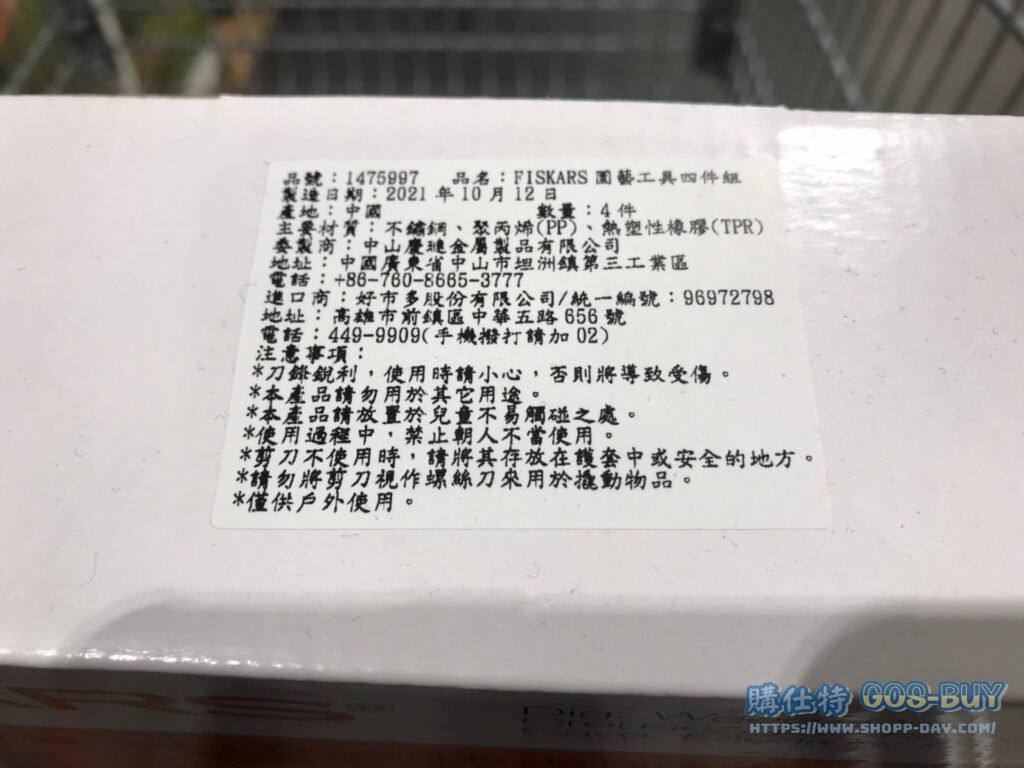 品號：1475997 品名：FISKARS 園藝工具四件組
製造日期：2021 年 10 月 12 日
產地：中國 數量：4 件
主要材質：不鏽鋼、聚丙烯(PP)、熱塑性橡膠(TPR)
委製商：中山慶琏金屬製品有限公司
地址：中國廣東省中山市坦洲鎮第三工業區
電話：+86-760-8665-3777
進口商：好市多股份有限公司/統一編號：96972798
地址：高雄市前鎮區中華五路 656 號
電話：449-9909(手機撥打請加 02)
注意事項：
*刀鋒銳利，使用時請小心，否則將導致受傷。
*本產品請勿用於其它用途。
*本產品請放置於兒童不易觸碰之處。
*使用過程中，禁止朝人不當使用。
*剪刀不使用時，請將其存放在護套中或安全的地方。
*請勿將剪刀視作螺絲刀來用於撬動物品。
*僅供戶外使用。
ARS®
購仕特 GOS-BUY
HTTPS://WWW.SHOPP-DAY.COM/